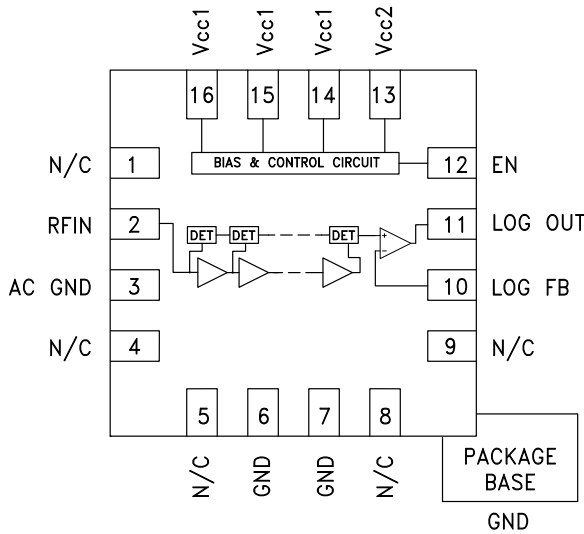 Vcc1 Vcc1 Vcc1 Vcc2
16 15 14 13
BIAS & CONTROL CIRCUIT
N/C 1
12 EN
RFIN 2
11 LOG OUT
DET DET DET
+
−
AC GND 3
10 LOG FB
N/C 4
9 N/C
5 6 7 8
N/C GND GND N/C
PACKAGE
BASE
GND